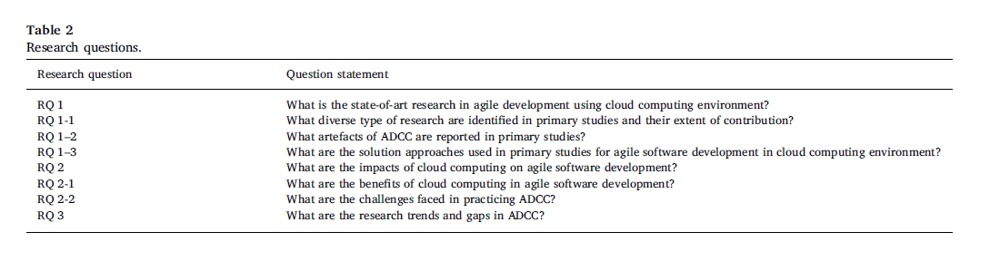 Table 2
Research questions.
Research question Question statement
RQ 1 What is the state-of-art research in agile development using cloud computing environment?
RQ 1-1 What diverse type of research are identified in primary studies and their extent of contribution?
RQ 1–2 What artefacts of ADCC are reported in primary studies?
RQ 1–3 What are the solution approaches used in primary studies for agile software development in cloud computing environment?
RQ 2 What are the impacts of cloud computing on agile software development?
RQ 2-1 What are the benefits of cloud computing in agile software development?
RQ 2-2 What are the challenges faced in practicing ADCC?
RQ 3 What are the research trends and gaps in ADCC?